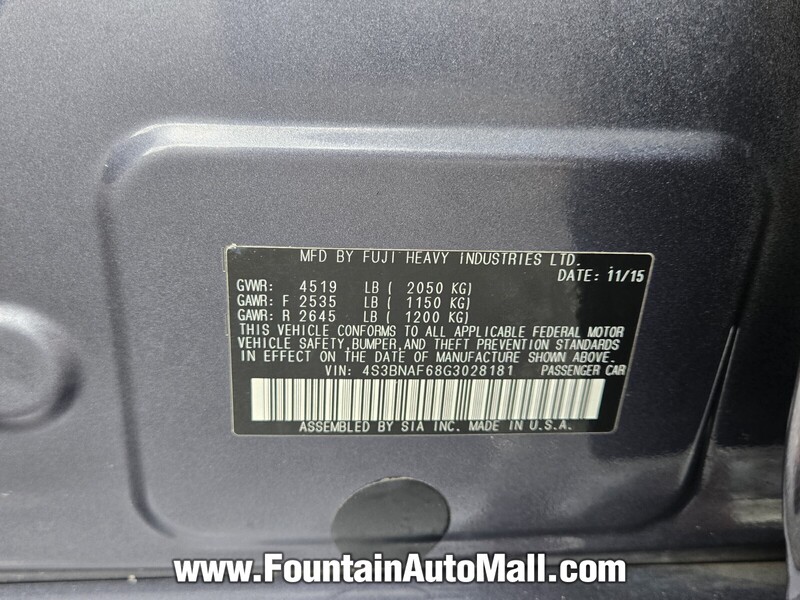 MFD BY FUJI HEAVY INDUSTRIES LTD.
DATE: 11/15
GVWR: 4519 LB ( 2050 KG)
GAWR: F 2535 LB ( 1150 KG)
GAWR: R 2645 LB ( 1200 KG)
THIS VEHICLE CONFORMS TO ALL APPLICABLE FEDERAL MOTOR
VEHICLE SAFETY,BUMPER,AND THEFT PREVENTION STANDARDS
IN EFFECT ON THE DATE OF MANUFACTURE SHOWN ABOVE.
VIN: 4S3BNAF68G3028181 PASSENGER CAR
ASSEMBLED BY SIA INC. MADE IN U.S.A.
www.FountainAutoMall.com